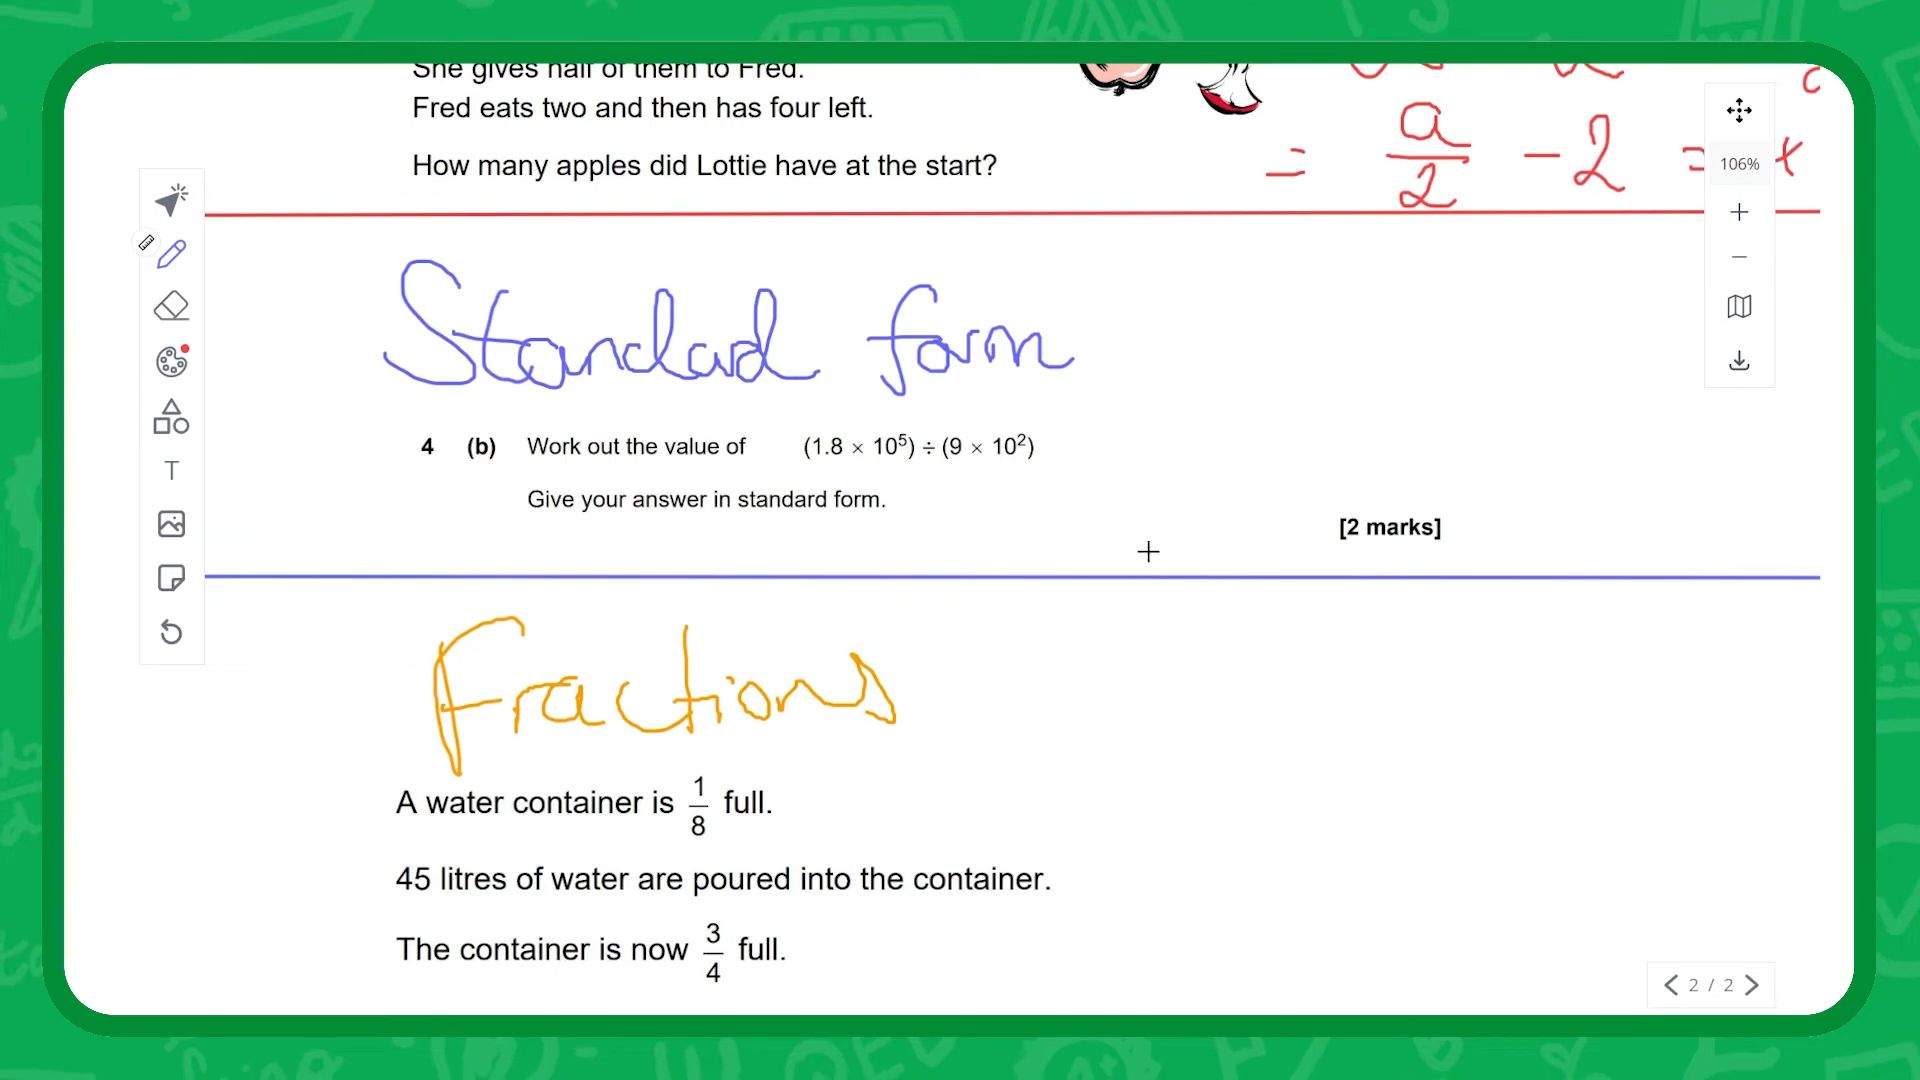 She gives half of them to Fred.
Fred eats two and then has four left.
How many apples did Lottie have at the start?
= a/2 - 2 =
106%
Standard form
4 (b) Work out the value of (1.8 × 10⁵) ÷ (9 × 10²)
Give your answer in standard form.
[2 marks]
T
Fractions
A water container is 1/8 full.
45 litres of water are poured into the container.
The container is now 3/4 full.
2 / 2